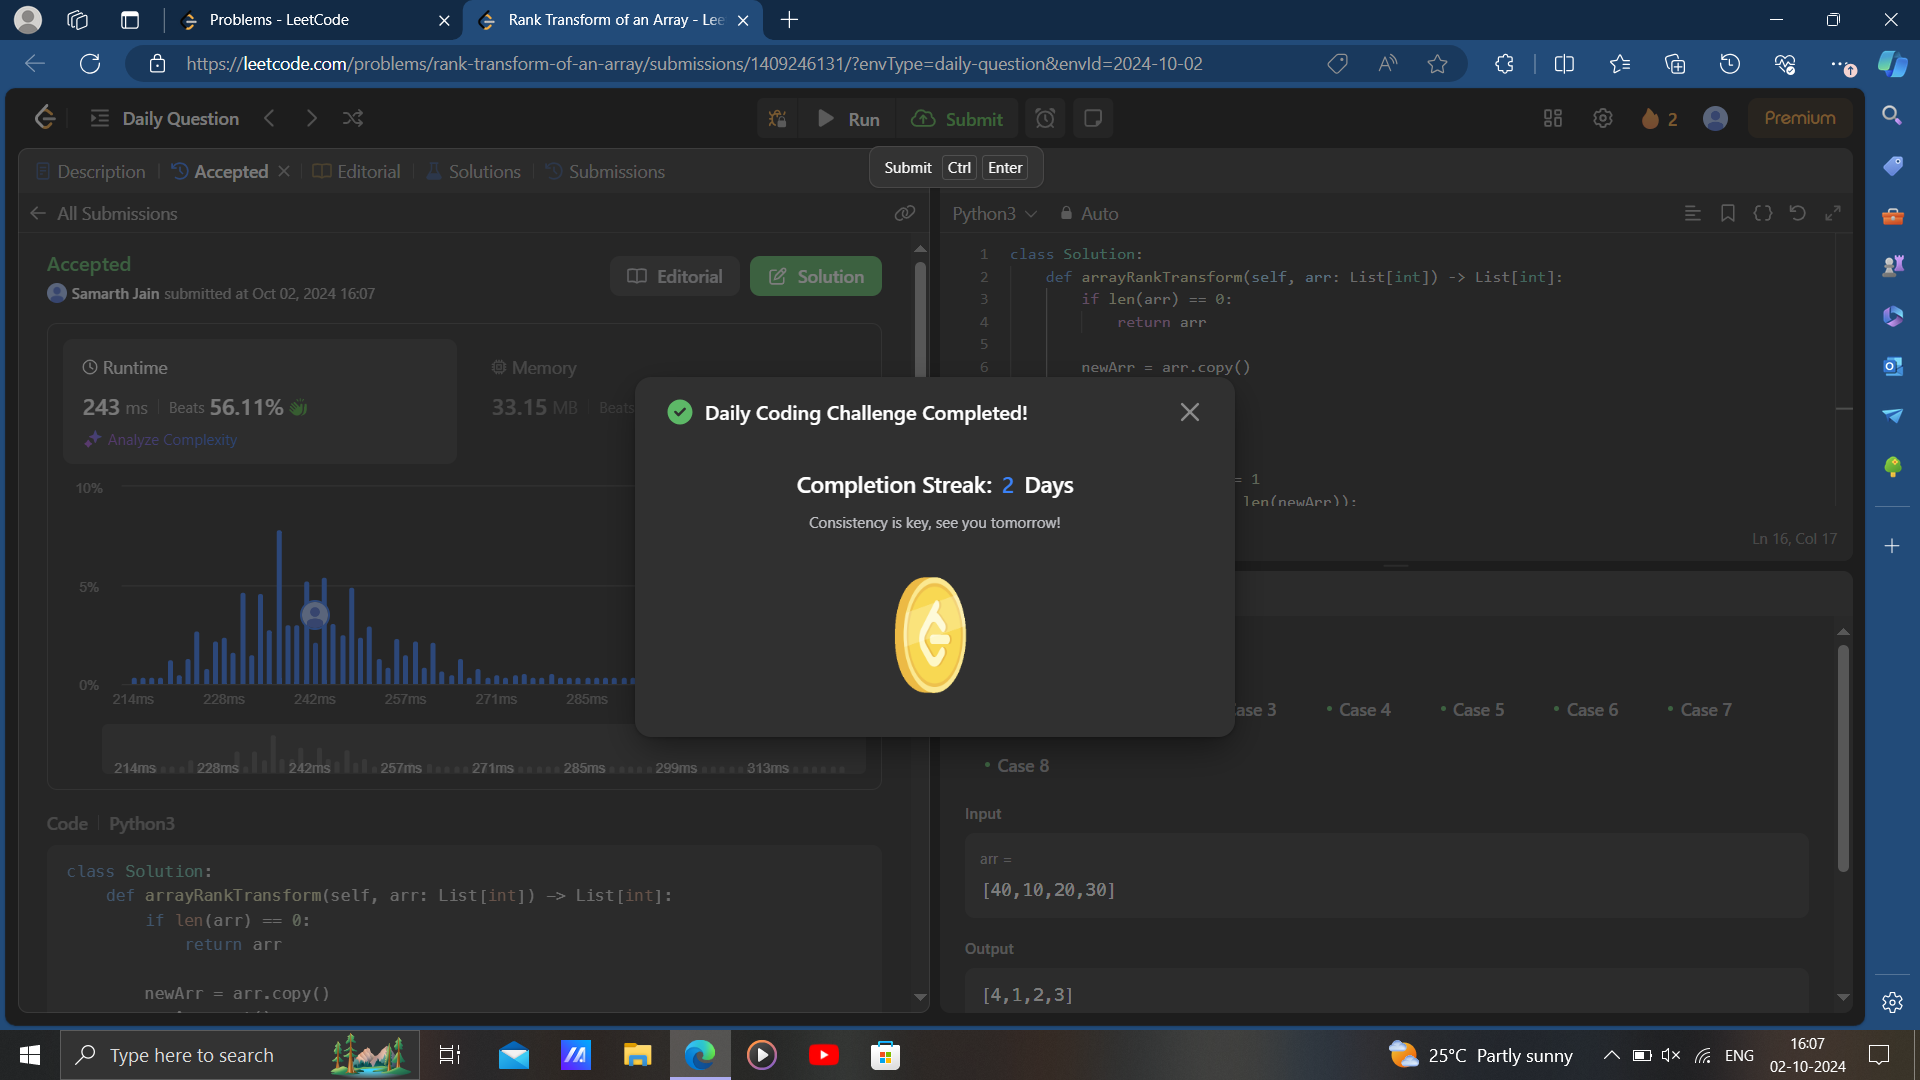 Problems - LeetCode
Rank Transform of an Array - Lee
https://leetcode.com/problems/rank-transform-of-an-array/submissions/1409246131/?envType=daily-question&envId=2024-10-02
Daily Question
Run
Submit
2
Premium
Submit Ctrl Enter
Description
Accepted
Editorial
Solutions
Submissions
All Submissions
Accepted
Samarth Jain submitted at Oct 02, 2024 16:07
Editorial
Solution
Runtime
243 ms Beats 56.11%
Analyze Complexity
Memory
33.15 MB Beats
10%
5%
0%
214ms 228ms 242ms 257ms 271ms 285ms
214ms 228ms 242ms 257ms 271ms 285ms 299ms 313ms
Code Python3
class Solution:
def arrayRankTransform(self, arr: List[int]) -> List[int]:
if len(arr) == 0:
return arr
newArr = arr.copy()
Daily Coding Challenge Completed!
Completion Streak: 2 Days
Consistency is key, see you tomorrow!
Python3
Auto
1 class Solution:
2 def arrayRankTransform(self, arr: List[int]) -> List[int]:
3 if len(arr) == 0:
4 return arr
5
6 newArr = arr.copy()
= 1
len(newArr)):
Ln 16, Col 17
ase 3
Case 4
Case 5
Case 6
Case 7
Case 8
Input
arr =
[40,10,20,30]
Output
[4,1,2,3]
Type here to search
25°C Partly sunny
ENG
16:07
02-10-2024